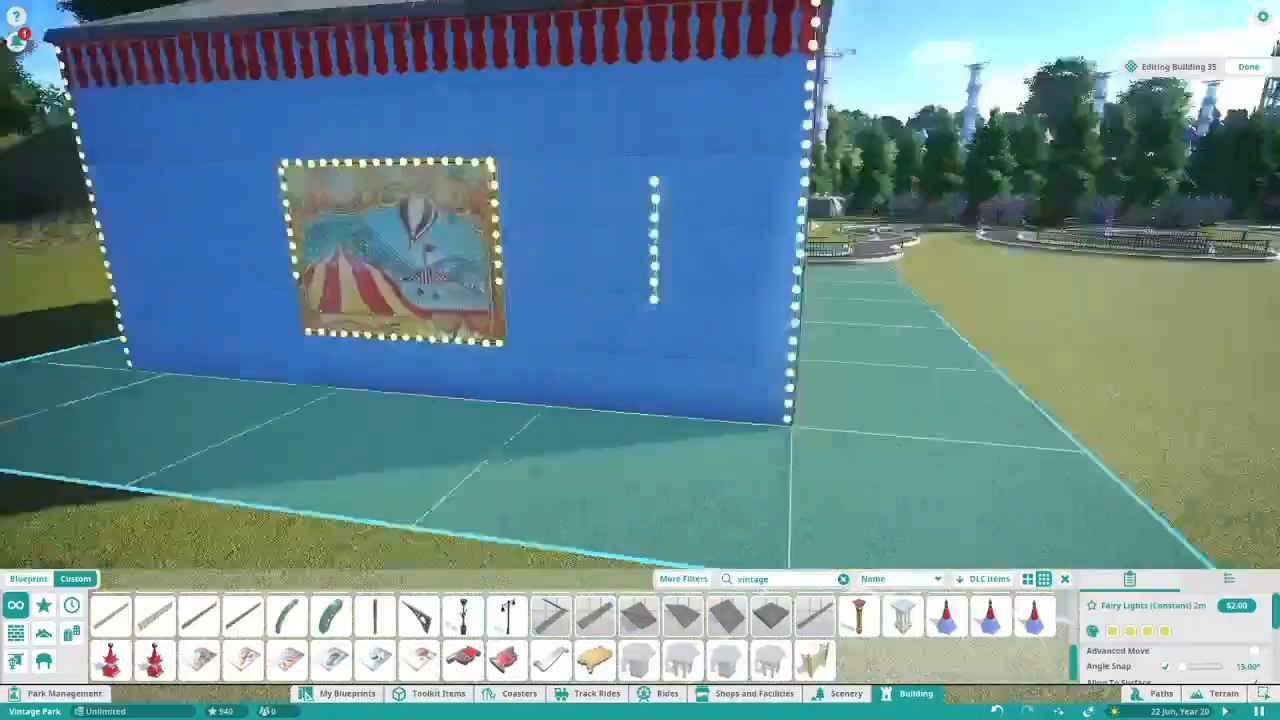 ?
1
Editing Building 35
Done
Blueprint
Custom
More Filters
vintage
Name
DLC Items
Fairy Lights (Constant) 2m
$2.00
Advanced Move
Angle Snap
15.00°
Park Management
My Blueprints
Toolkit Items
Coasters
Track Rides
Rides
Shops and Facilities
Scenery
Building
Paths
Terrain
Vintage Park
Unlimited
940
0
22 Jun, Year 20